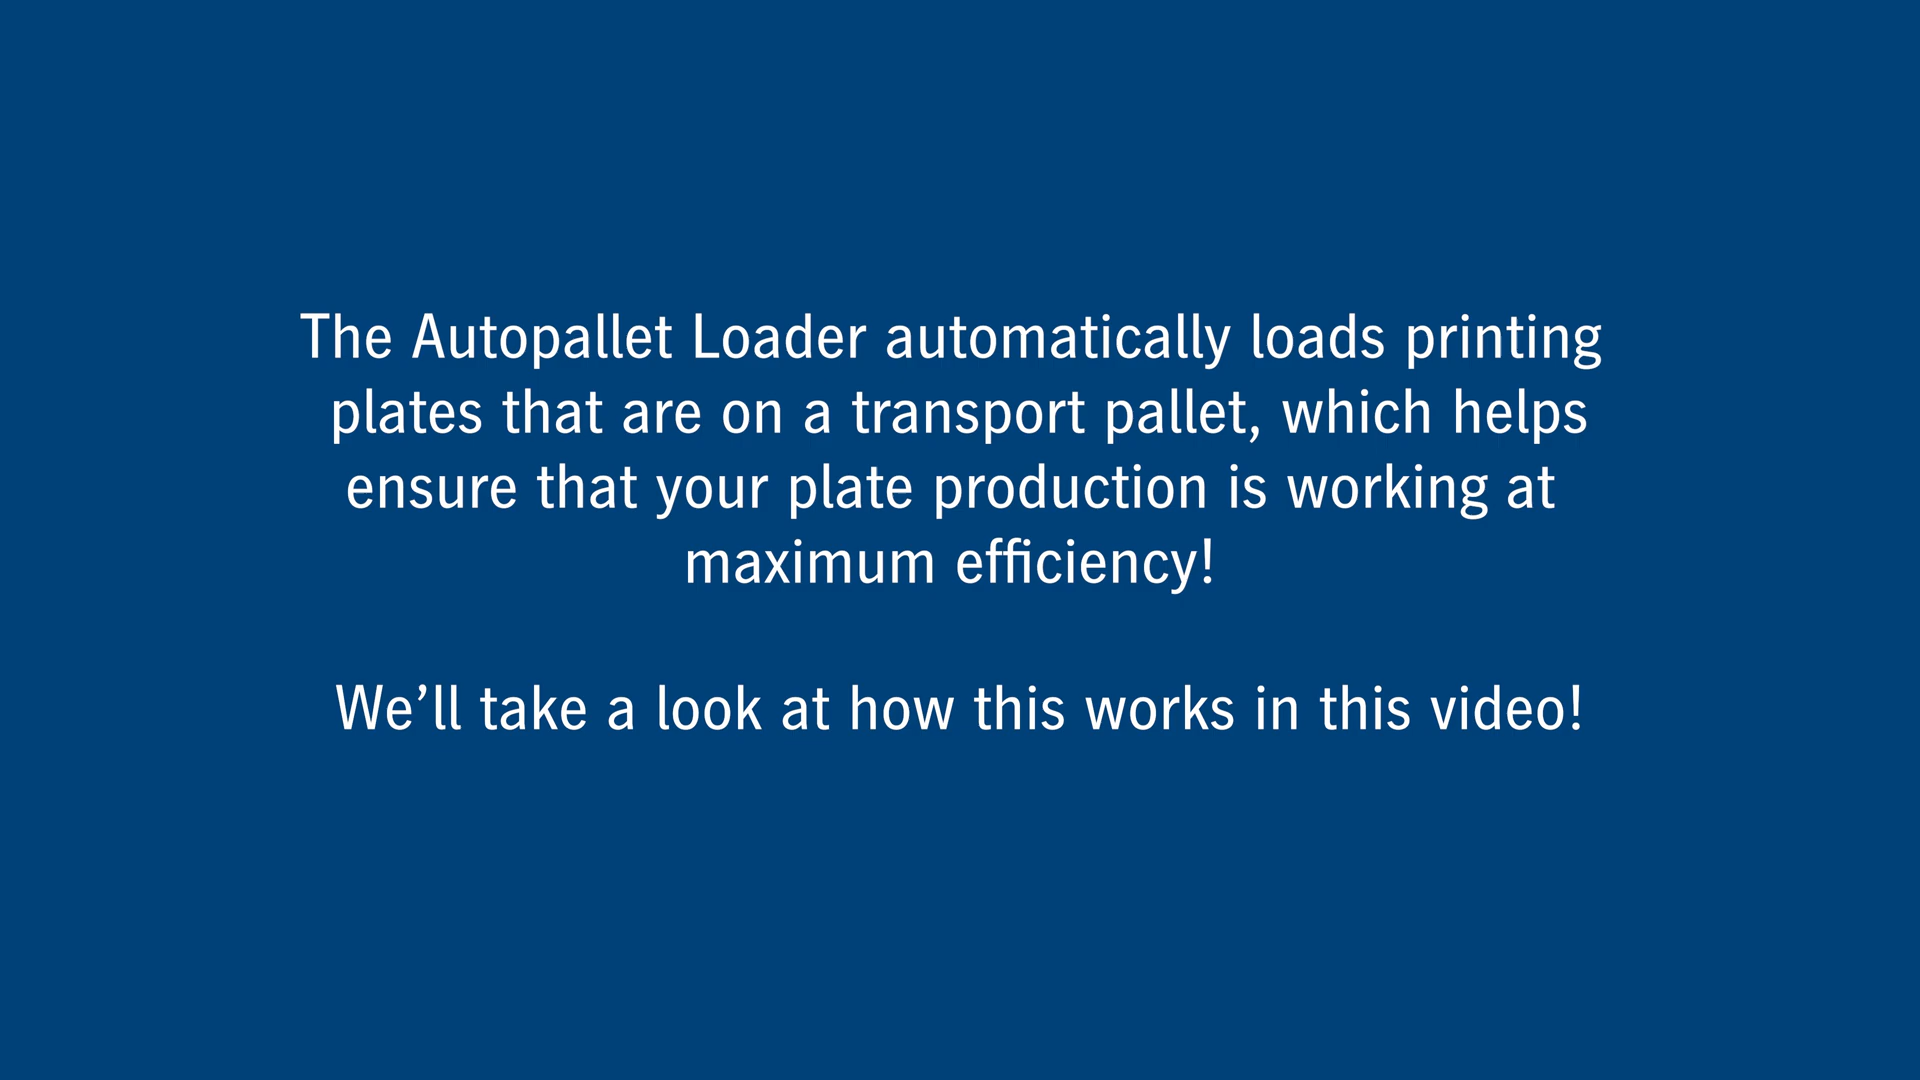 The Autopallet Loader automatically loads printing
plates that are on a transport pallet, which helps
ensure that your plate production is working at
maximum efficiency!
We’ll take a look at how this works in this video!